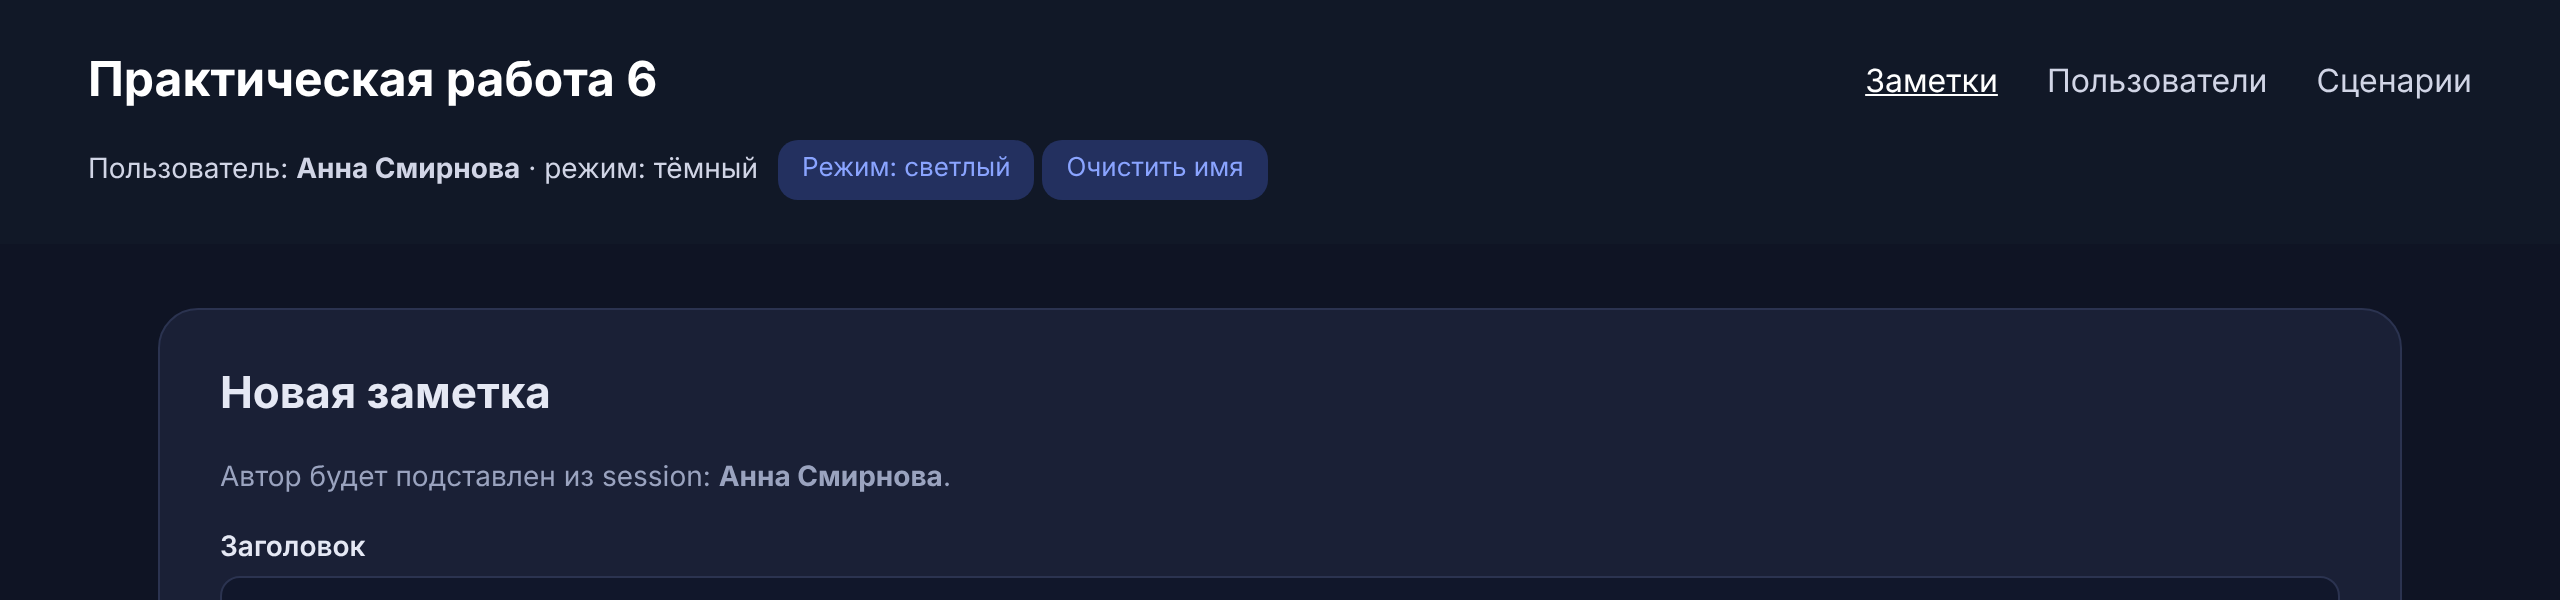 Практическая работа 6
Заметки Пользователи Сценарии
Пользователь: Анна Смирнова · режим: тёмный Режим: светлый Очистить имя
Новая заметка
Автор будет подставлен из session: Анна Смирнова.
Заголовок